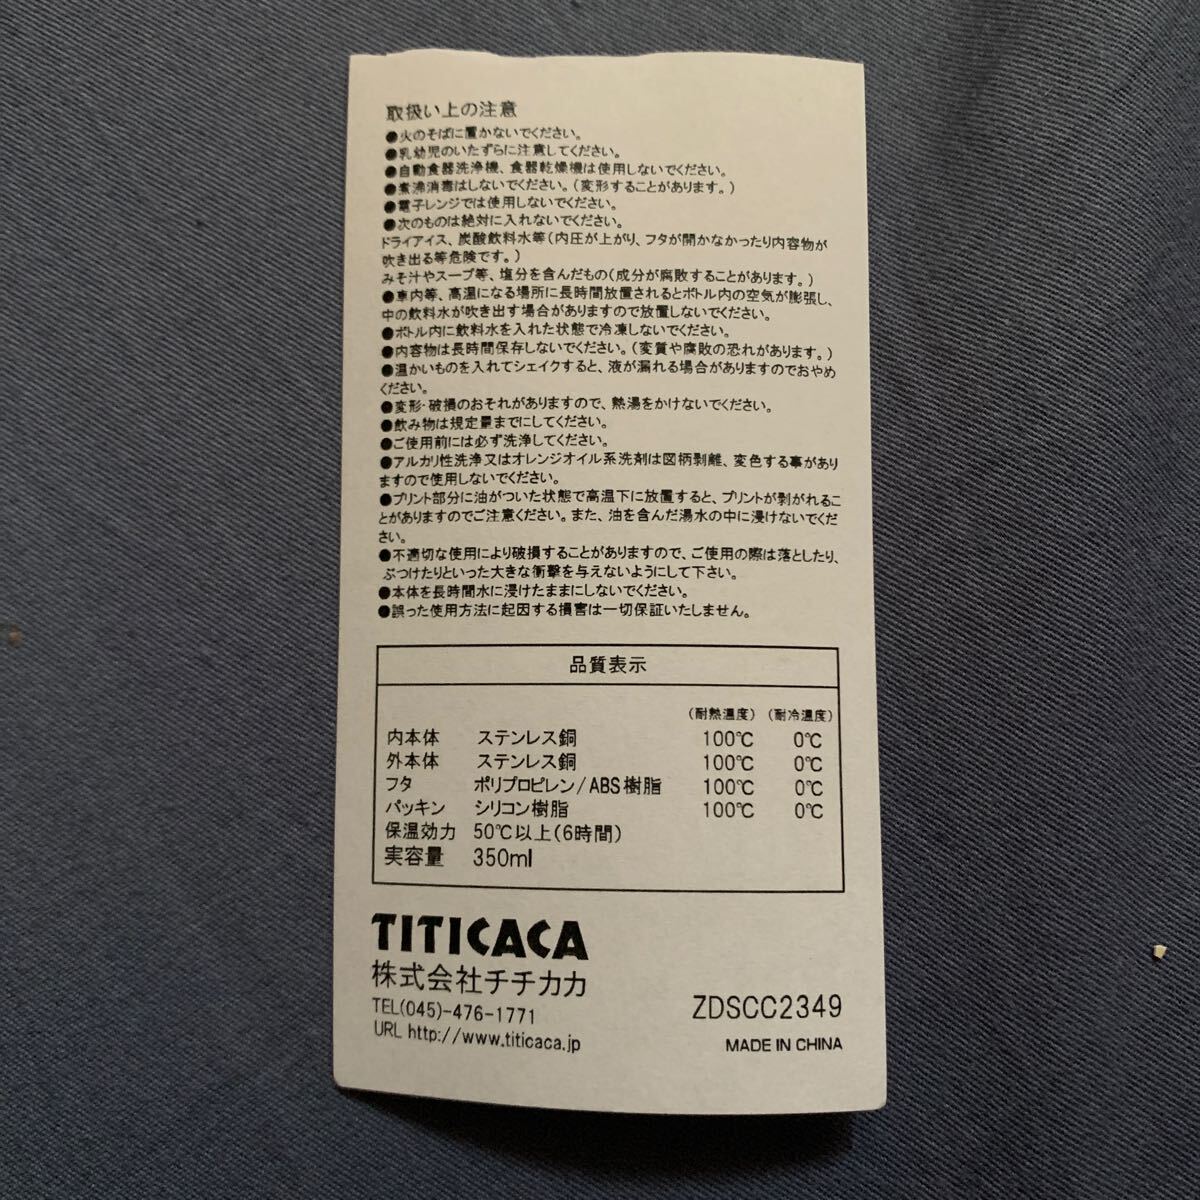 取扱い上の注意
●火のそばに置かないでください。
●乳幼児のいたずらに注意してください。
●自動食器洗浄機、食器乾燥機は使用しないでください。
●煮沸消毒はしないでください。(変形することがあります。)
●電子レンジでは使用しないでください。
●次のものは絶対に入れないでください。
ドライアイス、炭酸飲料水等(内圧が上がり、フタが開かなかったり内容物が
吹き出る等危険です。)
みそ汁やスープ等、塩分を含んだもの(成分が腐敗することがあります。)
●車内等、高温になる場所に長時間放置されるとボトル内の空気が膨張し、
中の飲料水が吹き出す場合がありますので放置しないでください。
●ボトル内に飲料水を入れた状態で冷凍しないでください。
●内容物は長時間保存しないでください。(変質や腐敗の恐れがあります。)
●温かいものを入れてシェイクすると、液が漏れる場合がありますのでおやめ
ください。
●変形・破損のおそれがありますので、熱湯をかけないでください。
●飲み物は規定量までにしてください。
●ご使用前には必ず洗浄してください。
●アルカリ性洗浄又はオレンジオイル系洗剤は図柄剥離、変色する事があり
ますので使用しないでください。
●プリント部分に油がついた状態で高温下に放置すると、プリントが剥がれるこ
とがありますのでご注意ください。また、油を含んだ湯水の中に浸けないでくだ
さい。
●不適切な使用により破損することがありますので、ご使用の際は落としたり、
ぶつけたりといった大きな衝撃を与えないようにして下さい。
●本体を長時間水に浸けたままにしないでください。
●誤った使用方法に起因する損害は一切保証いたしません。
品質表示
(耐熱温度) (耐冷温度)
内本体 ステンレス銅 100℃ 0℃
外本体 ステンレス銅 100℃ 0℃
フタ ポリプロピレン/ABS樹脂 100℃ 0℃
パッキン シリコン樹脂 100℃ 0℃
保温効力 50℃以上(6時間)
実容量 350ml
TITICACA
株式会社チチカカ
TEL(045)-476-1771
URL http://www.titicaca.jp
ZDSCC2349
MADE IN CHINA